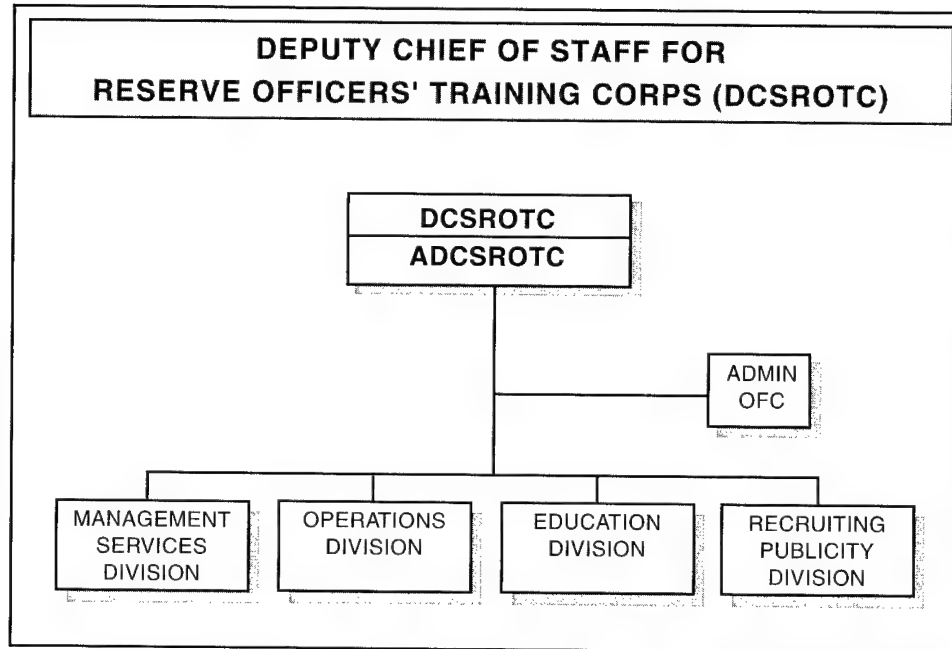 DEPUTY CHIEF OF STAFF FOR
RESERVE OFFICERS' TRAINING CORPS (DCSROTC)
DCSROTC
ADCSROTC
ADMIN
OFC
MANAGEMENT
SERVICES
DIVISION
OPERATIONS
DIVISION
EDUCATION
DIVISION
RECRUITING
PUBLICITY
DIVISION